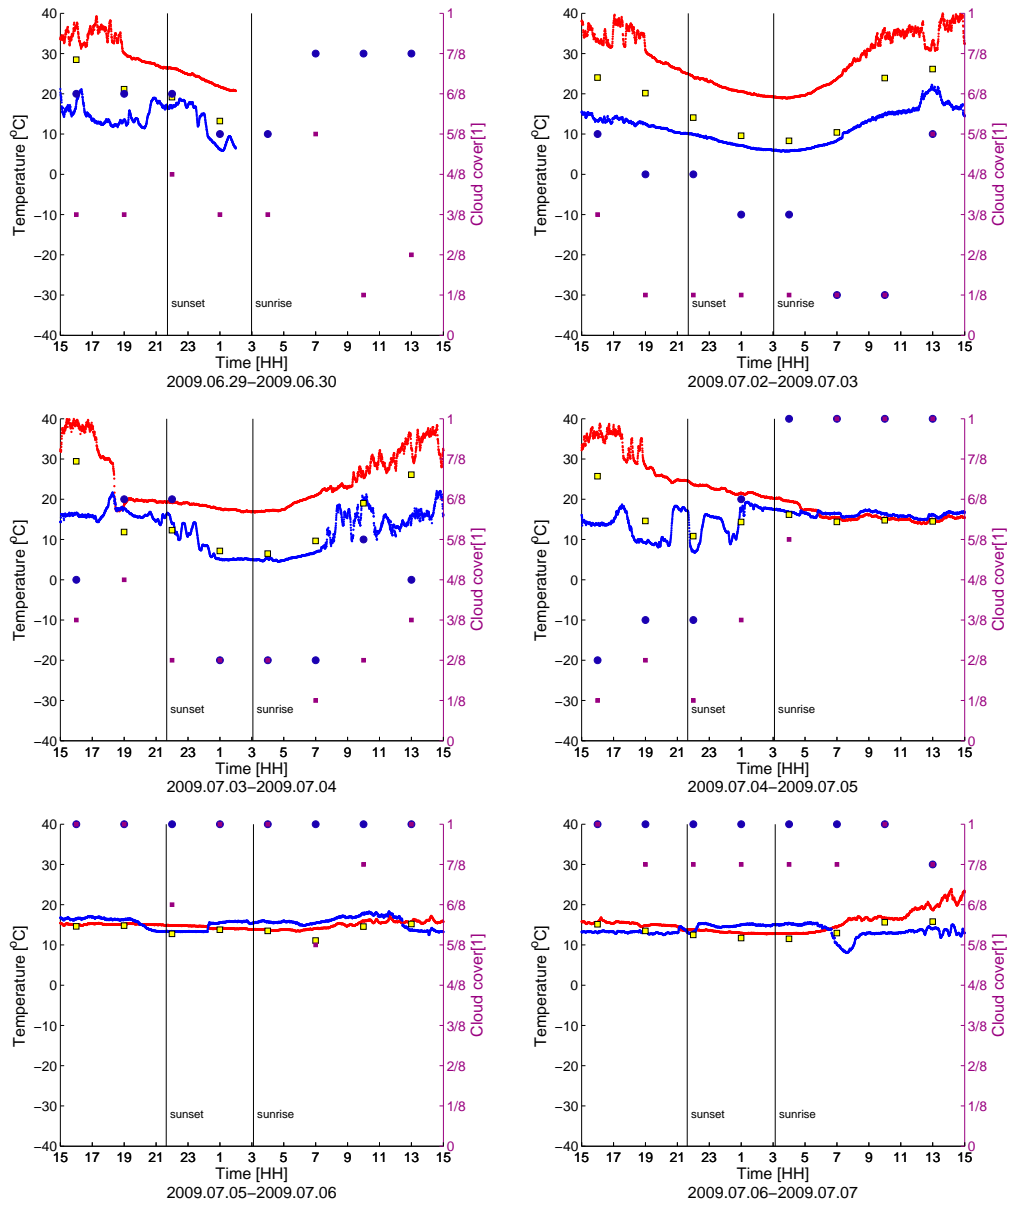 40 30 20 10 0 −10 −20 −30 −40
Temperature [°C]
1 7/8 6/8 5/8 4/8 3/8 2/8 1/8 0
Cloud cover[1]
sunset sunrise
15 17 19 21 23 1 3 5 7 9 11 13 15
Time [HH]
2009.06.29−2009.06.30
40 30 20 10 0 −10 −20 −30 −40
Temperature [°C]
1 7/8 6/8 5/8 4/8 3/8 2/8 1/8 0
Cloud cover[1]
sunset sunrise
15 17 19 21 23 1 3 5 7 9 11 13 15
Time [HH]
2009.07.02−2009.07.03
40 30 20 10 0 −10 −20 −30 −40
Temperature [°C]
1 7/8 6/8 5/8 4/8 3/8 2/8 1/8 0
Cloud cover[1]
sunset sunrise
15 17 19 21 23 1 3 5 7 9 11 13 15
Time [HH]
2009.07.03−2009.07.04
40 30 20 10 0 −10 −20 −30 −40
Temperature [°C]
1 7/8 6/8 5/8 4/8 3/8 2/8 1/8 0
Cloud cover[1]
sunset sunrise
15 17 19 21 23 1 3 5 7 9 11 13 15
Time [HH]
2009.07.04−2009.07.05
40 30 20 10 0 −10 −20 −30 −40
Temperature [°C]
1 7/8 6/8 5/8 4/8 3/8 2/8 1/8 0
Cloud cover[1]
sunset sunrise
15 17 19 21 23 1 3 5 7 9 11 13 15
Time [HH]
2009.07.05−2009.07.06
40 30 20 10 0 −10 −20 −30 −40
Temperature [°C]
1 7/8 6/8 5/8 4/8 3/8 2/8 1/8 0
Cloud cover[1]
sunset sunrise
15 17 19 21 23 1 3 5 7 9 11 13 15
Time [HH]
2009.07.06−2009.07.07